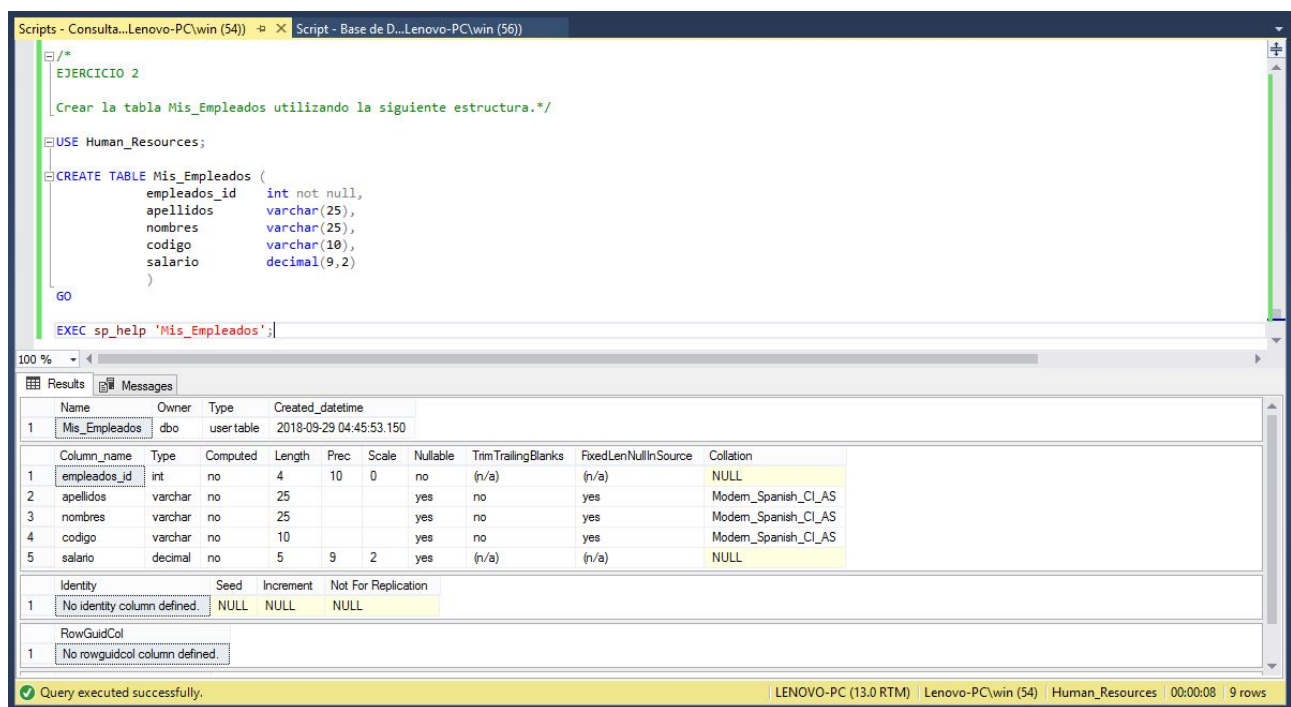 Scripts - Consulta...Lenovo-PC\win (54)) Script - Base de D...Lenovo-PC\win (56))
/*
EJERCICIO 2
Crear la tabla Mis_Empleados utilizando la siguiente estructura.*/
USE Human_Resources;
CREATE TABLE Mis_Empleados (
empleados_id int not null,
apellidos varchar(25),
nombres varchar(25),
codigo varchar(10),
salario decimal(9,2)
)
GO
EXEC sp_help 'Mis_Empleados';
100 %
Results Messages
Name Owner Type Created_datetime
1 Mis_Empleados dbo user table 2018-09-29 04:45:53.150
Column_name Type Computed Length Prec Scale Nullable TrimTrailingBlanks FixedLenNullInSource Collation
1 empleados_id int no 4 10 0 no (n/a) (n/a) NULL
2 apellidos varchar no 25 yes no yes Modern_Spanish_CI_AS
3 nombres varchar no 25 yes no yes Modern_Spanish_CI_AS
4 codigo varchar no 10 yes no yes Modern_Spanish_CI_AS
5 salario decimal no 5 9 2 yes (n/a) (n/a) NULL
Identity Seed Increment Not For Replication
1 No identity column defined. NULL NULL NULL
RowGuidCol
1 No rowguidcol column defined.
Query executed successfully. LENOVO-PC (13.0 RTM) Lenovo-PC\win (54) Human_Resources 00:00:08 9 rows